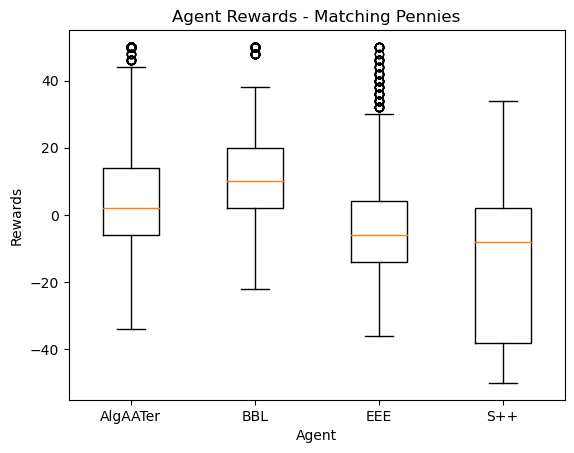 Agent Rewards - Matching Pennies
Rewards
40
20
0
−20
−40
AlgAATer BBL EEE S++
Agent